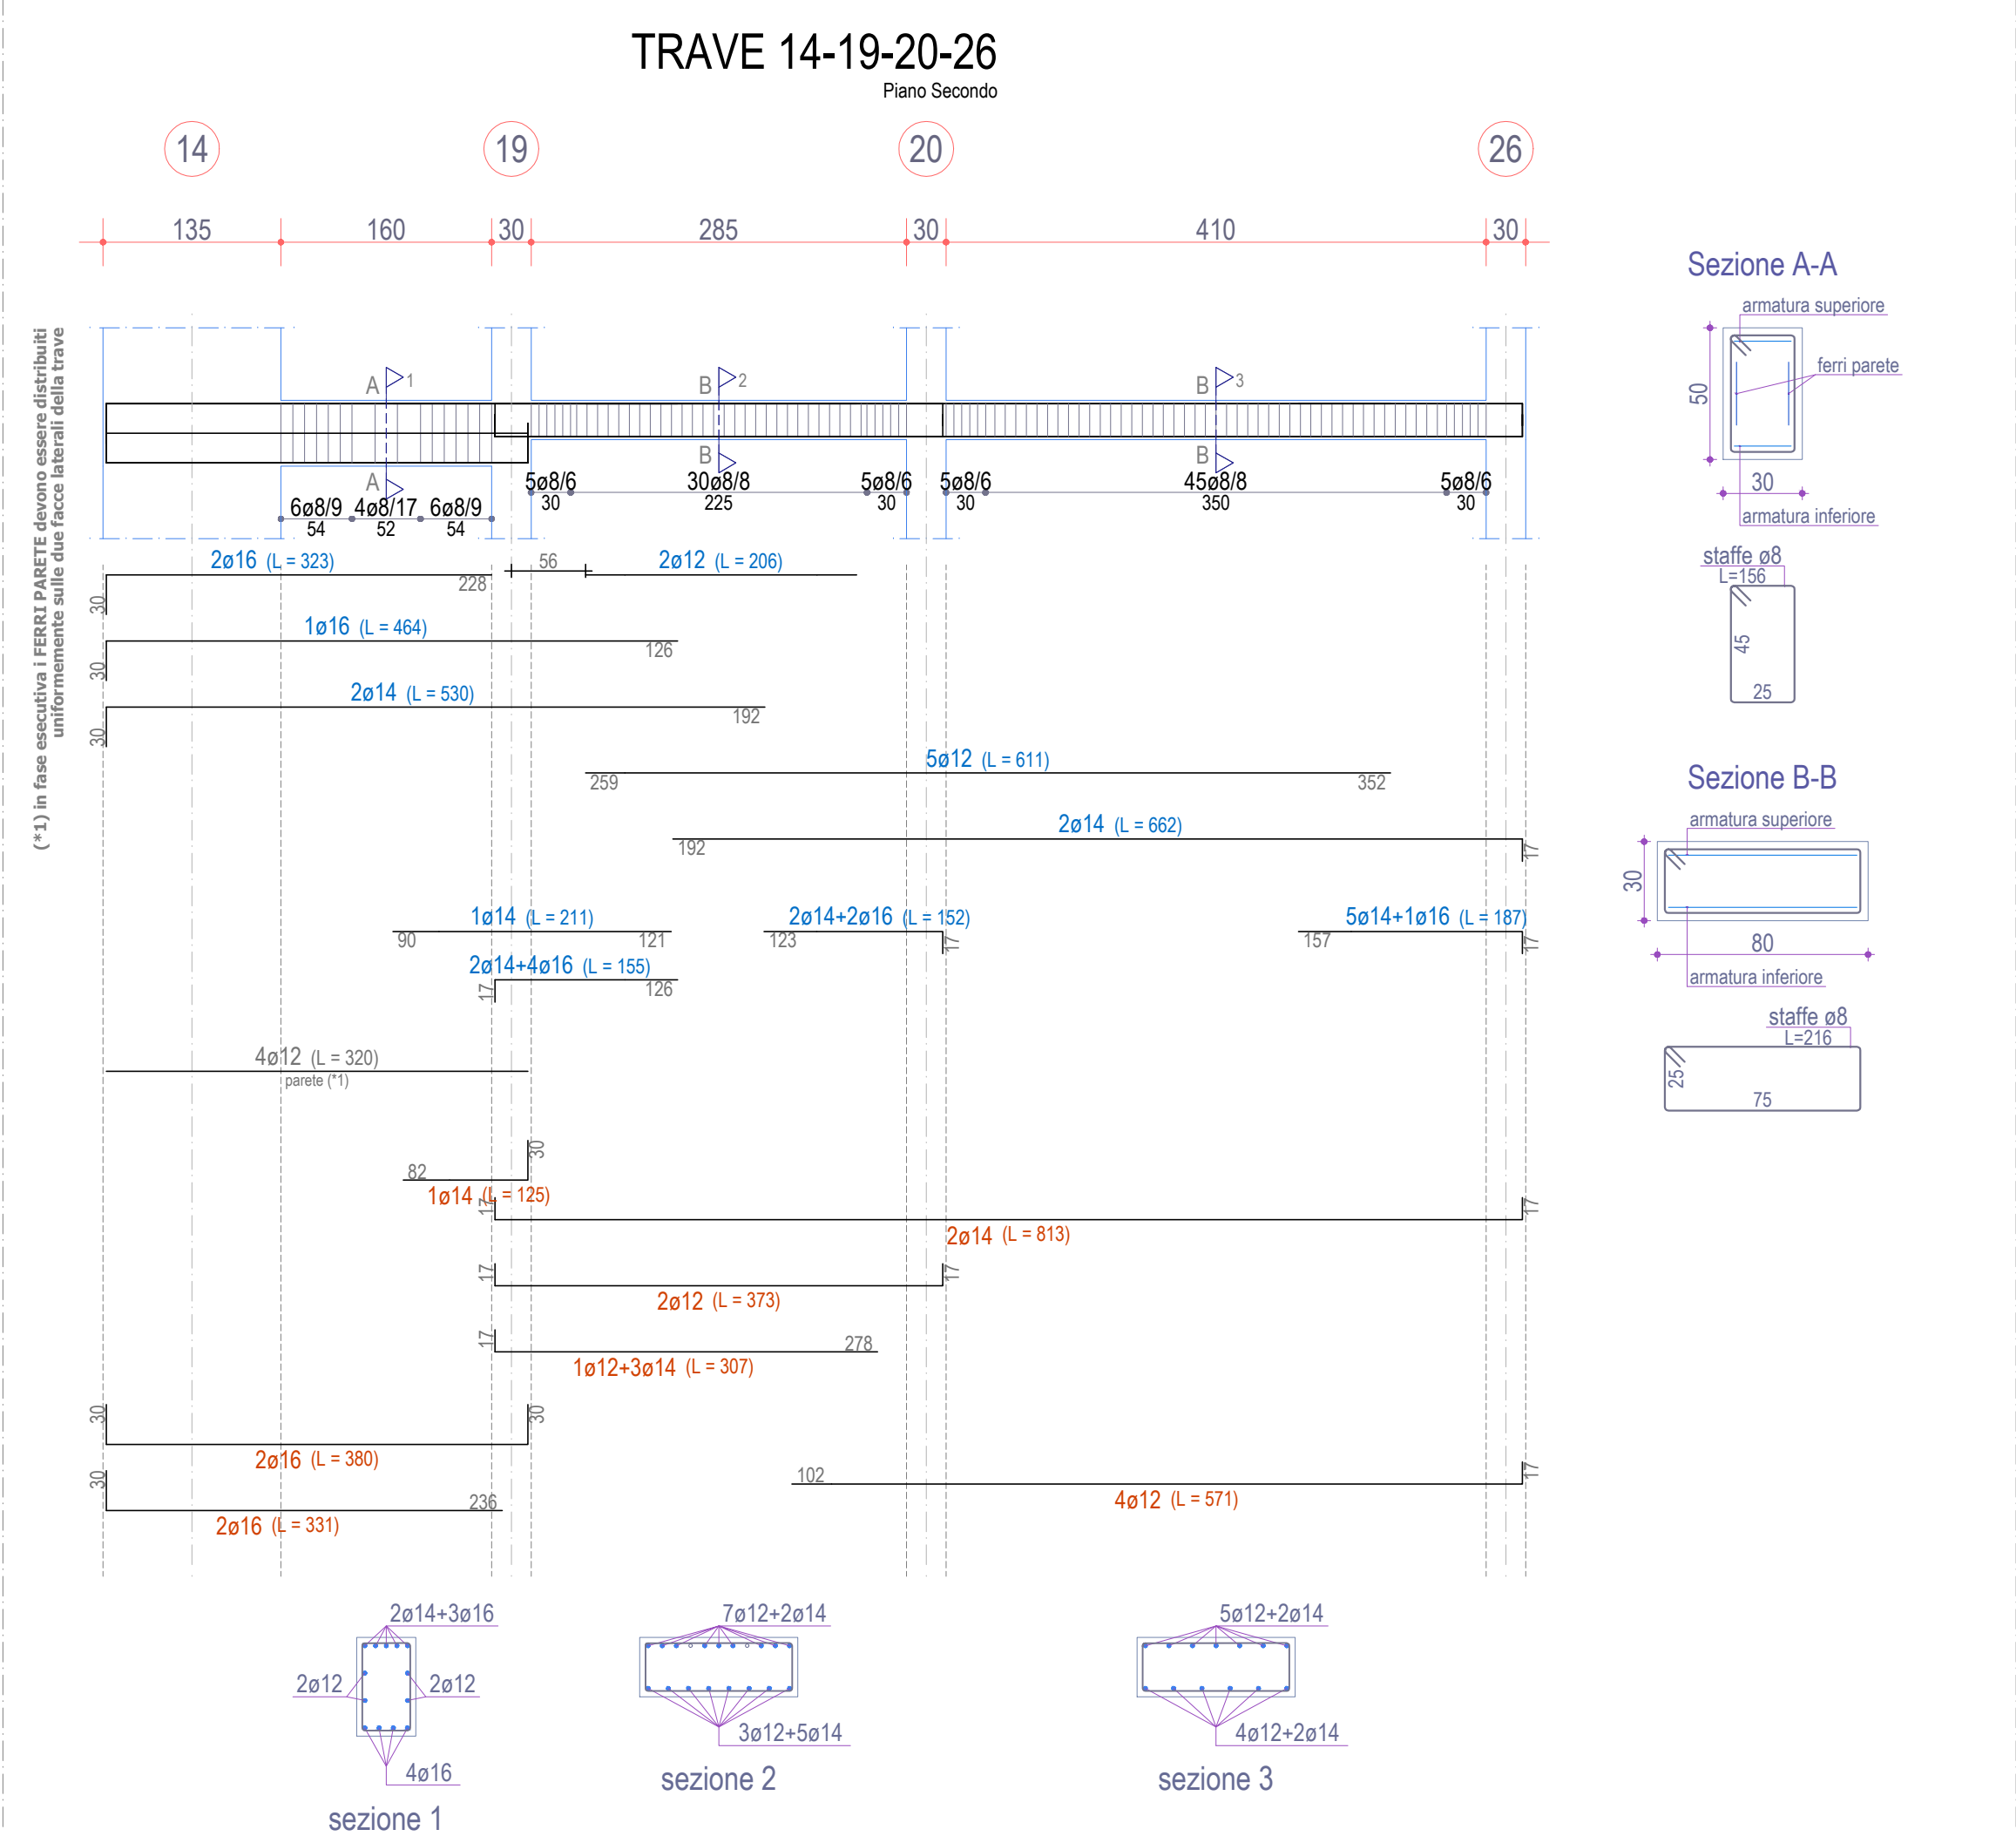 TRAVE 14-19-20-26
Piano Secondo
14 19 20 26
135 160 30 285 30 410 30
(*1) in fase esecutiva i FERRI PARETE devono essere distribuiti
uniformemente sulle due facce laterali della trave
A 1 B 2 B 3
A B B
5ø8/6 30ø8/8 5ø8/6 5ø8/6 45ø8/8 5ø8/6
30 225 30 30 350 30
6ø8/9 4ø8/17 6ø8/9
54 52 54
2ø16 (L = 323) 56 2ø12 (L = 206)
30 228
1ø16 (L = 464)
30 126
2ø14 (L = 530)
30 192
5ø12 (L = 611)
259 352
2ø14 (L = 662)
192 17
1ø14 (L = 211) 2ø14+2ø16 (L = 152) 5ø14+1ø16 (L = 187)
90 121 123 17 157 17
2ø14+4ø16 (L = 155)
17 126
4ø12 (L = 320)
parete (*1)
82 30
1ø14 (L = 125)
17 17
2ø14 (L = 813)
17 17
2ø12 (L = 373)
17 278
1ø12+3ø14 (L = 307)
30 30
2ø16 (L = 380)
30 236
2ø16 (L = 331)
102 17
4ø12 (L = 571)
2ø14+3ø16
2ø12 2ø12
4ø16
sezione 1
7ø12+2ø14
3ø12+5ø14
sezione 2
5ø12+2ø14
4ø12+2ø14
sezione 3
Sezione A-A
armatura superiore
ferri parete
50
30
armatura inferiore
staffe ø8
L=156
45
25
Sezione B-B
armatura superiore
30
80
armatura inferiore
staffe ø8
L=216
25
75